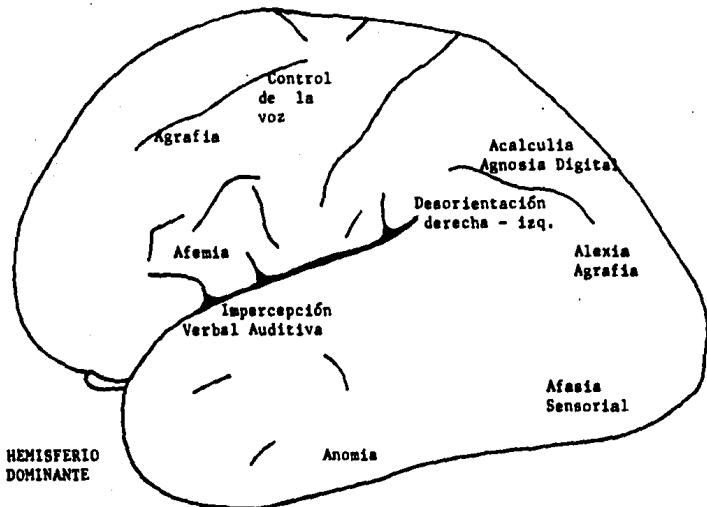 Control
de la
voz
Agrafia
Acalculia
Agnosia Digital
Desorientación
derecha - izq.
Afemia
Alexia
Agrafia
Impercepción
Verbal Auditiva
Afasia
Sensorial
Anomia
HEMISFERIO
DOMINANTE